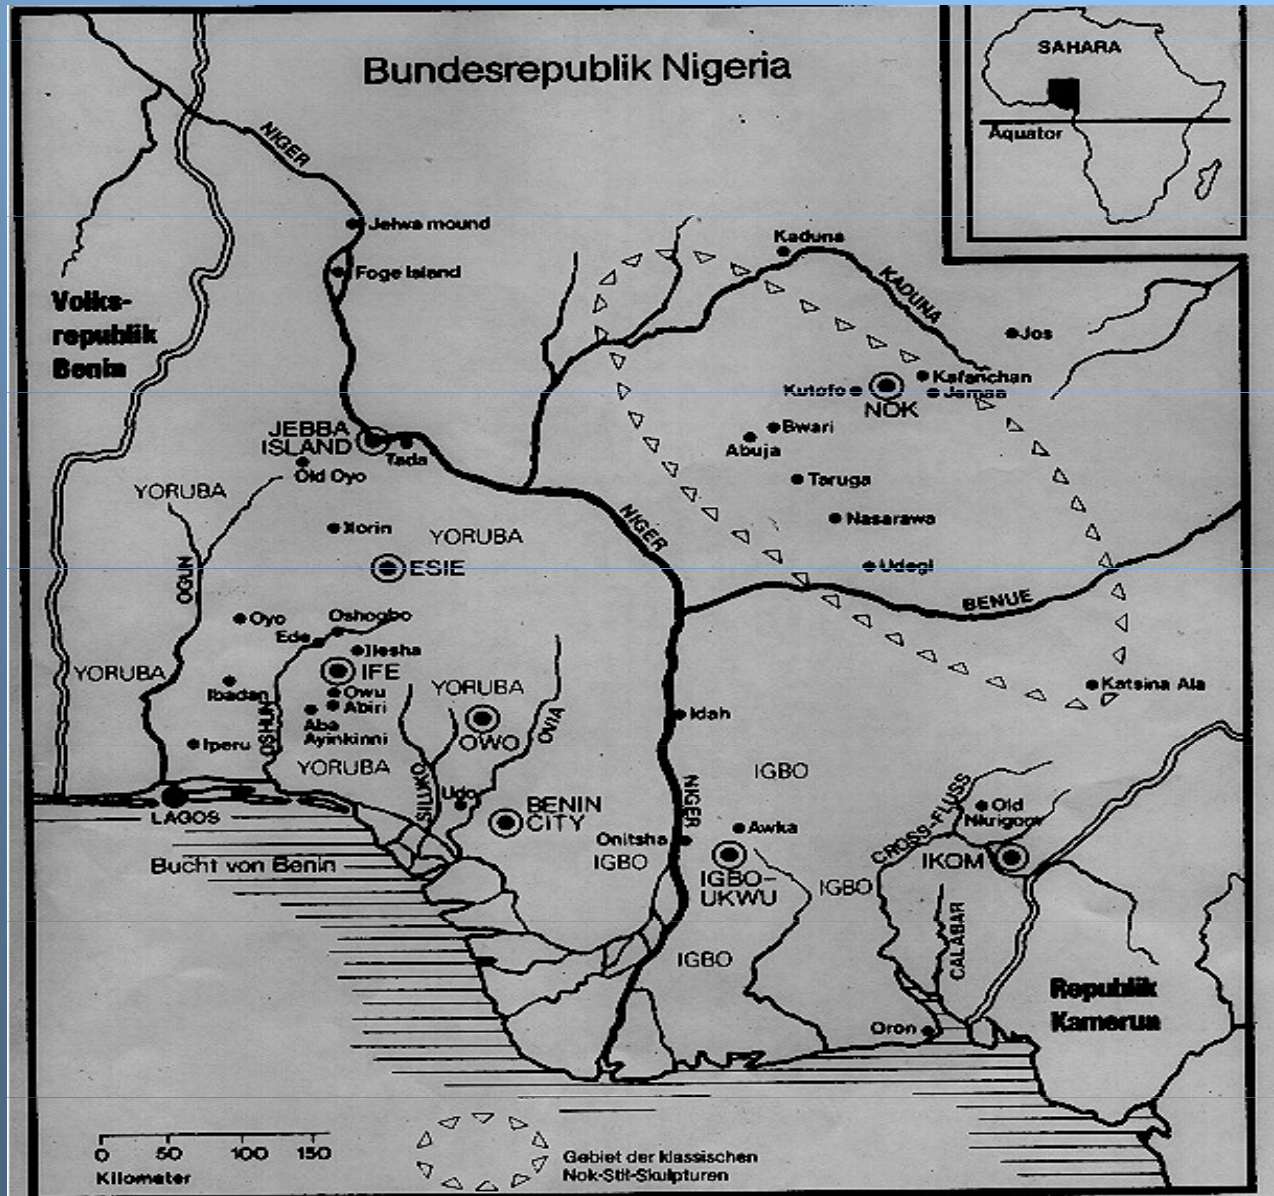 Bundesrepublik Nigeria
SAHARA
Äquator
NIGER
Jelwa mound
Foge Island
Volks-
republik
Benin
Kaduna
KADUNA
Jos
Kafanchan
Kutofo
Jamaa
NOK
Bwari
Abuja
JEBBA
ISLAND
Tada
Old Oyo
Taruga
YORUBA
Ilorin
YORUBA
NIGER
Nasarawa
ESIE
OGUN
Udegi
BENUE
Oyo
Oshogbo
Ede
Ilesha
IFE
YORUBA
Ibadan
Owu
Abiri
YORUBA
Katsina Ala
Idah
OSHUN
Aba
Ayinkinni
OWO
OVIA
Iperu
YORUBA
SILUKO
IGBO
Udo
BENIN
CITY
NIGER
CROSS-FLUSS
Old
LAGOS
Onitsha
Awka
Bucht von Benin
IGBO
IGBO-
UKWU
IGBO
IKOM
CALABAR
IGBO
Oron
Republik
Kamerun
0 50 100 150
Kilometer
Gebiet der klassischen
Nok-Stil-Skulpturen